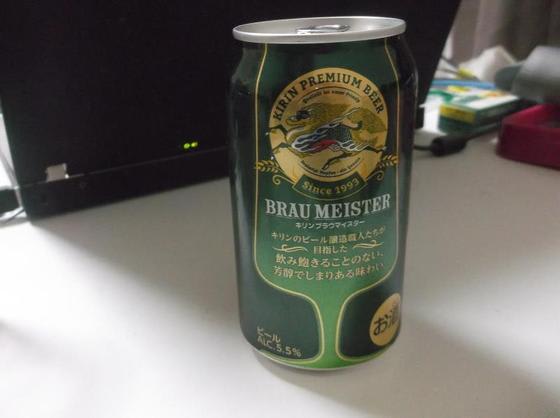 KIRIN PREMIUM BEER
Since 1993
BRAU MEISTER
キリン ブラウマイスター
キリンのビール醸造職人たちが
目指した
飲み飽きることのない、
芳醇でしまりある味わい
お酒
ビール
ALC.5.5%